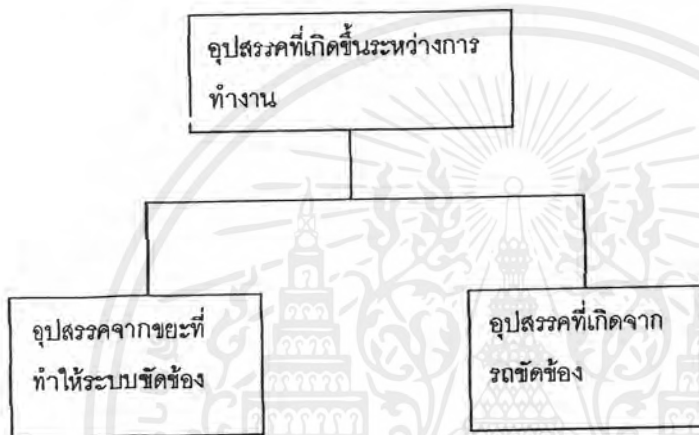 อุปสรรคที่เกิดขึ้นระหว่างการ
ทำงาน
อุปสรรคจากขยะที่
ทำให้ระบบขัดข้อง
อุปสรรคที่เกิดจาก
รถขัดข้อง